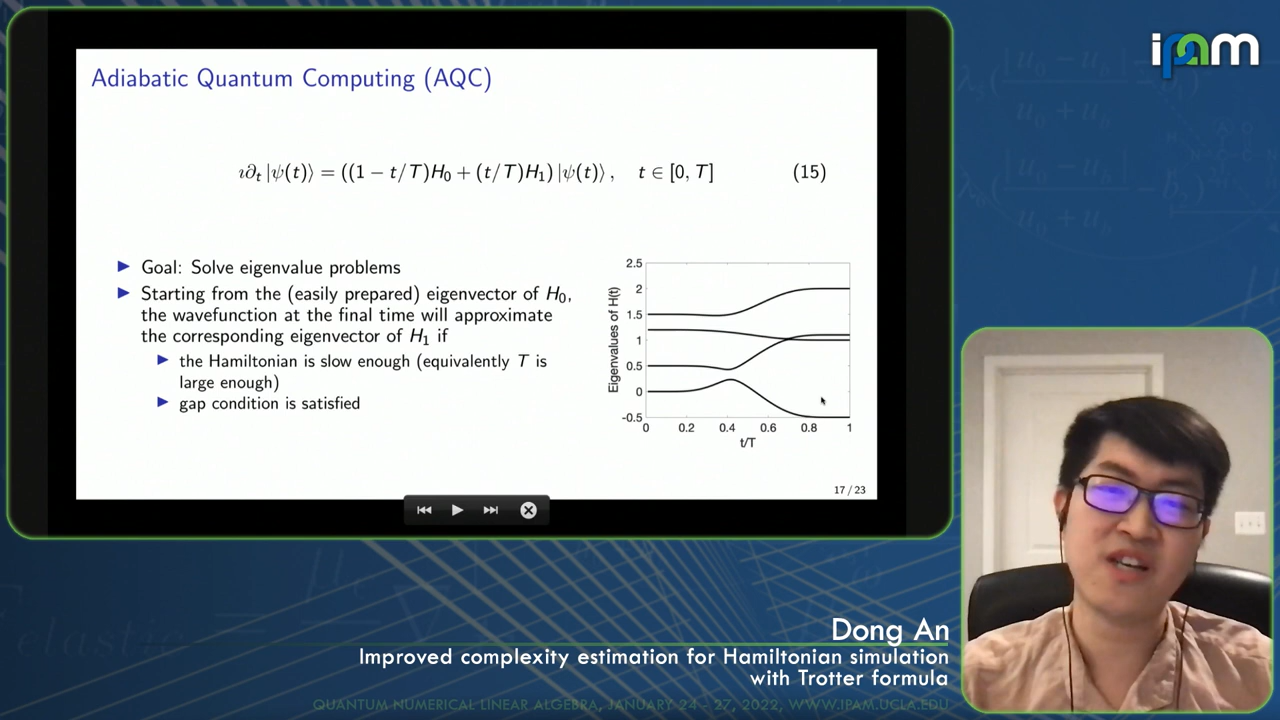 ipam
Adiabatic Quantum Computing (AQC)
ı∂ₜ|ψ(t)⟩ = ((1 − t/T)H₀ + (t/T)H₁)|ψ(t)⟩, t ∈ [0, T] (15)
▶ Goal: Solve eigenvalue problems
▶ Starting from the (easily prepared) eigenvector of H₀,
the wavefunction at the final time will approximate
the corresponding eigenvector of H₁ if
▶ the Hamiltonian is slow enough (equivalently T is
large enough)
▶ gap condition is satisfied
Eigenvalues of H(t)
2.5
2
1.5
1
0.5
0
-0.5
0 0.2 0.4 0.6 0.8 1
t/T
17 / 23
Dong An
Improved complexity estimation for Hamiltonian simulation
with Trotter formula
QUANTUM NUMERICAL LINEAR ALGEBRA, JANUARY 24 - 27, 2022, WWW.IPAM.UCLA.EDU
elastic